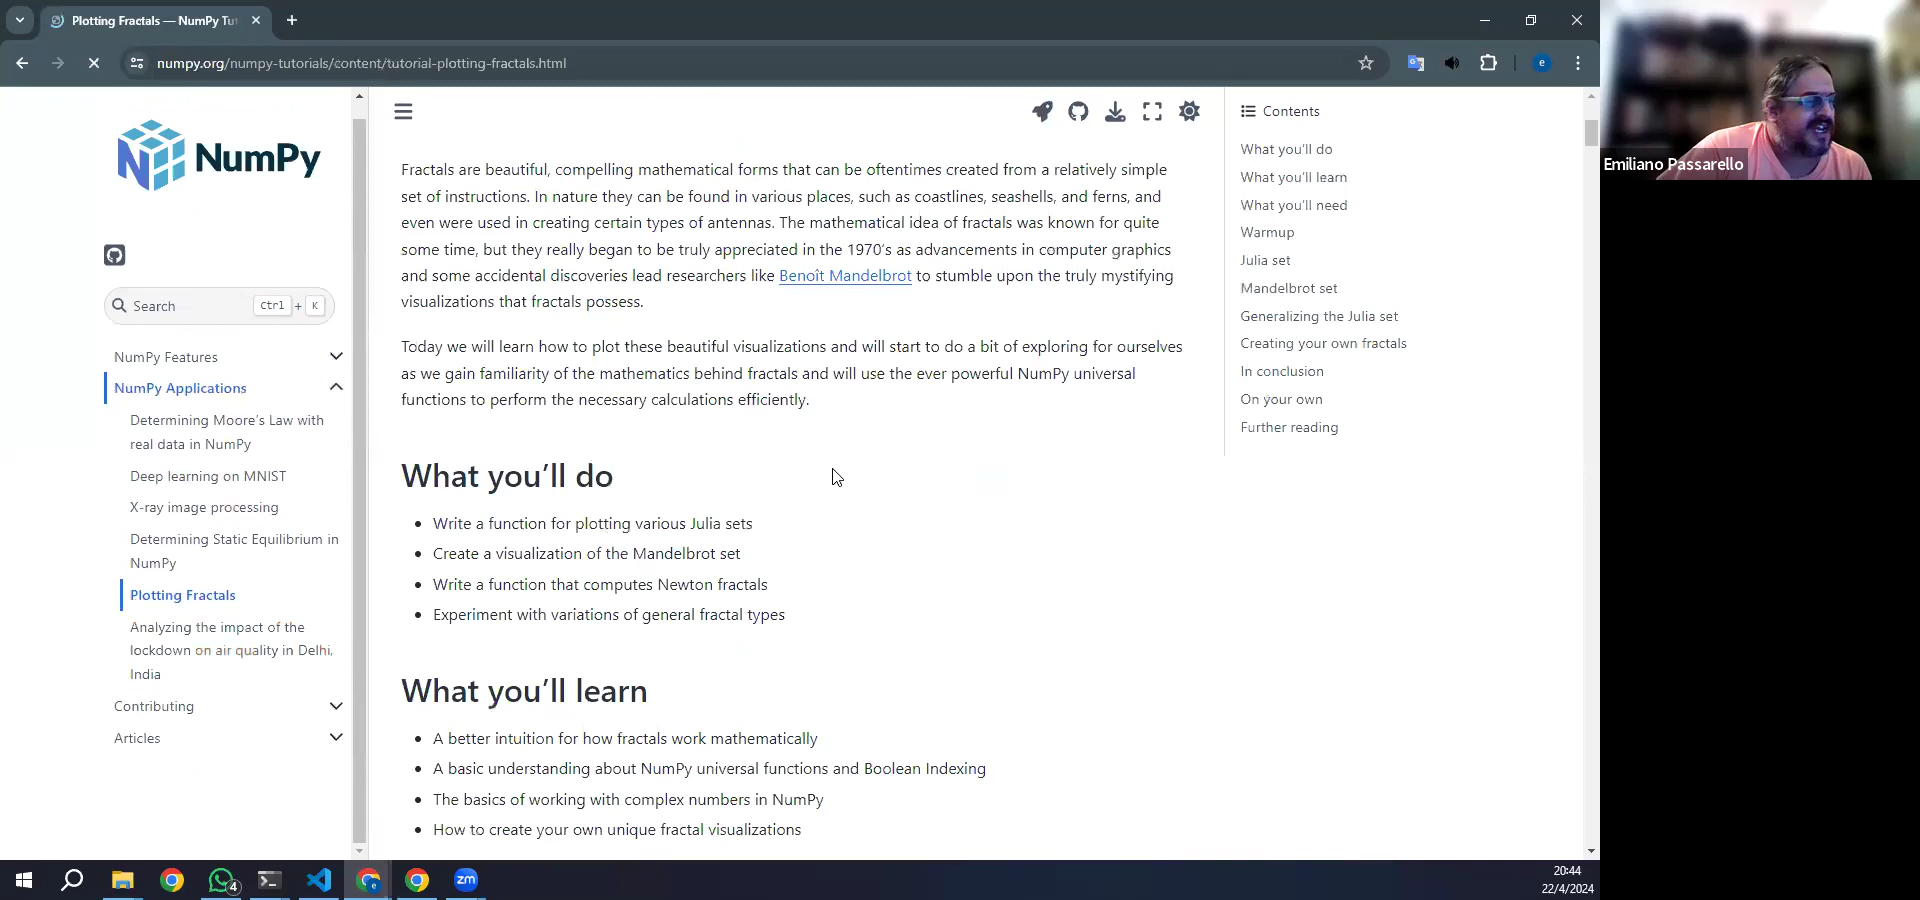 Plotting Fractals — NumPy Tu
numpy.org/numpy-tutorials/content/tutorial-plotting-fractals.html
e
NumPy
Search
Ctrl + K
NumPy Features
NumPy Applications
Determining Moore's Law with
real data in NumPy
Deep learning on MNIST
X-ray image processing
Determining Static Equilibrium in
NumPy
Plotting Fractals
Analyzing the impact of the
lockdown on air quality in Delhi,
India
Contributing
Articles
Fractals are beautiful, compelling mathematical forms that can be oftentimes created from a relatively simple
set of instructions. In nature they can be found in various places, such as coastlines, seashells, and ferns, and
even were used in creating certain types of antennas. The mathematical idea of fractals was known for quite
some time, but they really began to be truly appreciated in the 1970's as advancements in computer graphics
and some accidental discoveries lead researchers like Benoît Mandelbrot to stumble upon the truly mystifying
visualizations that fractals possess.
Today we will learn how to plot these beautiful visualizations and will start to do a bit of exploring for ourselves
as we gain familiarity of the mathematics behind fractals and will use the ever powerful NumPy universal
functions to perform the necessary calculations efficiently.
What you'll do
• Write a function for plotting various Julia sets
• Create a visualization of the Mandelbrot set
• Write a function that computes Newton fractals
• Experiment with variations of general fractal types
What you'll learn
• A better intuition for how fractals work mathematically
• A basic understanding about NumPy universal functions and Boolean Indexing
• The basics of working with complex numbers in NumPy
• How to create your own unique fractal visualizations
Contents
What you'll do
What you'll learn
What you'll need
Warmup
Julia set
Mandelbrot set
Generalizing the Julia set
Creating your own fractals
In conclusion
On your own
Further reading
Emiliano Passarello
4
e
zm
20:44
22/4/2024